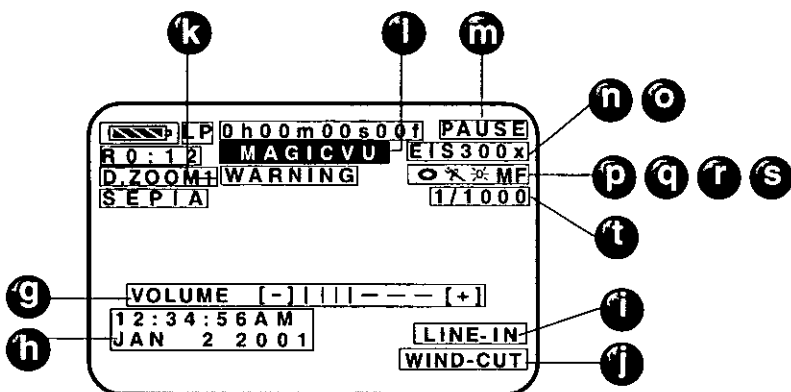 k l m
n o
LP 0h00m00s00f PAUSE
R0:12 MAGICVU EIS300x
D.ZOOM↑ WARNING MF p q r s
SEPIA 1/1000 t
g VOLUME [-]||||---[+]
12:34:56AM i
h JAN 2 2001 LINE-IN
WIND-CUT j